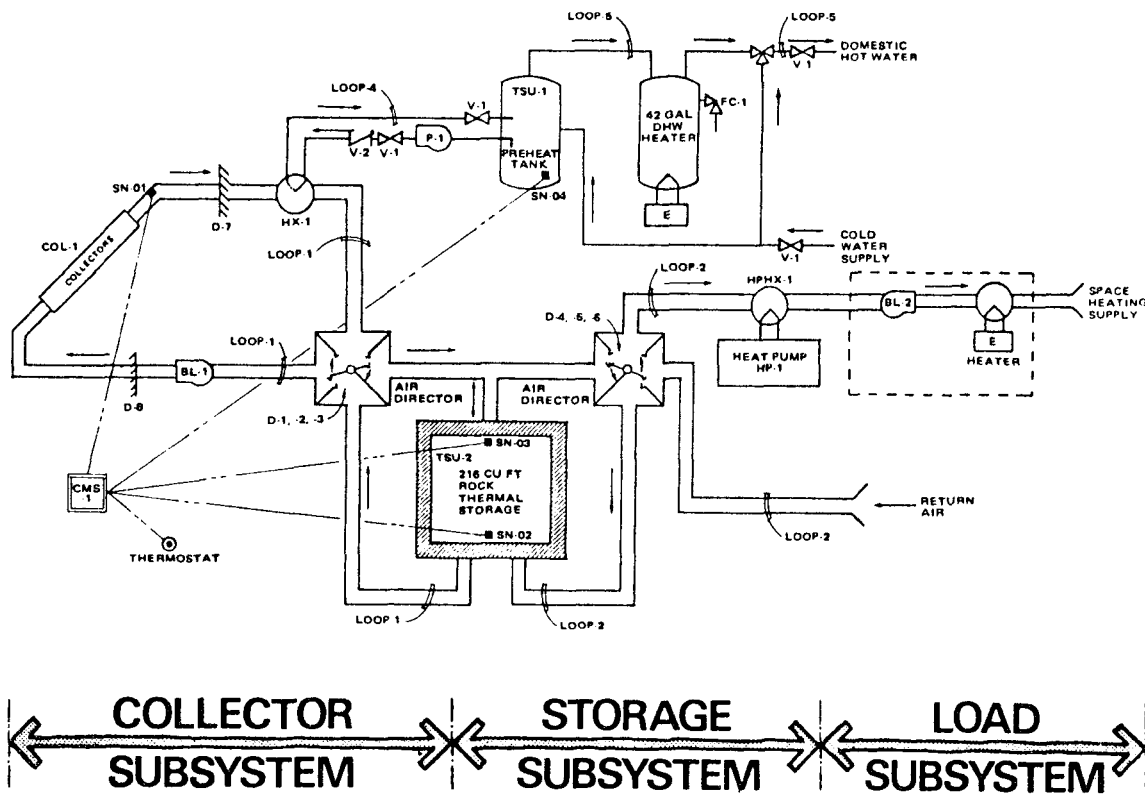 LOOP-6
LOOP-5
DOMESTIC
HOT WATER
V-1
LOOP-4
V-1
TSU-1
42 GAL
DHW
HEATER
FC-1
V-2
V-1
P-1
PREHEAT
TANK
SN-04
E
SN-01
D-7
HX-1
COL-1
COLLECTORS
LOOP-1
V-1
COLD
WATER
SUPPLY
LOOP-2
HPHX-1
BL-2
SPACE
HEATING
SUPPLY
D-4, -5, -6
HEAT PUMP
HP-1
E
HEATER
LOOP-1
BL-1
D-8
D-1, -2, -3
AIR
DIRECTOR
AIR
DIRECTOR
SN-03
TSU-2
216 CU FT
ROCK
THERMAL
STORAGE
SN-02
CMS
1
THERMOSTAT
RETURN
AIR
LOOP-2
LOOP 1
LOOP-2
COLLECTOR
SUBSYSTEM
STORAGE
SUBSYSTEM
LOAD
SUBSYSTEM